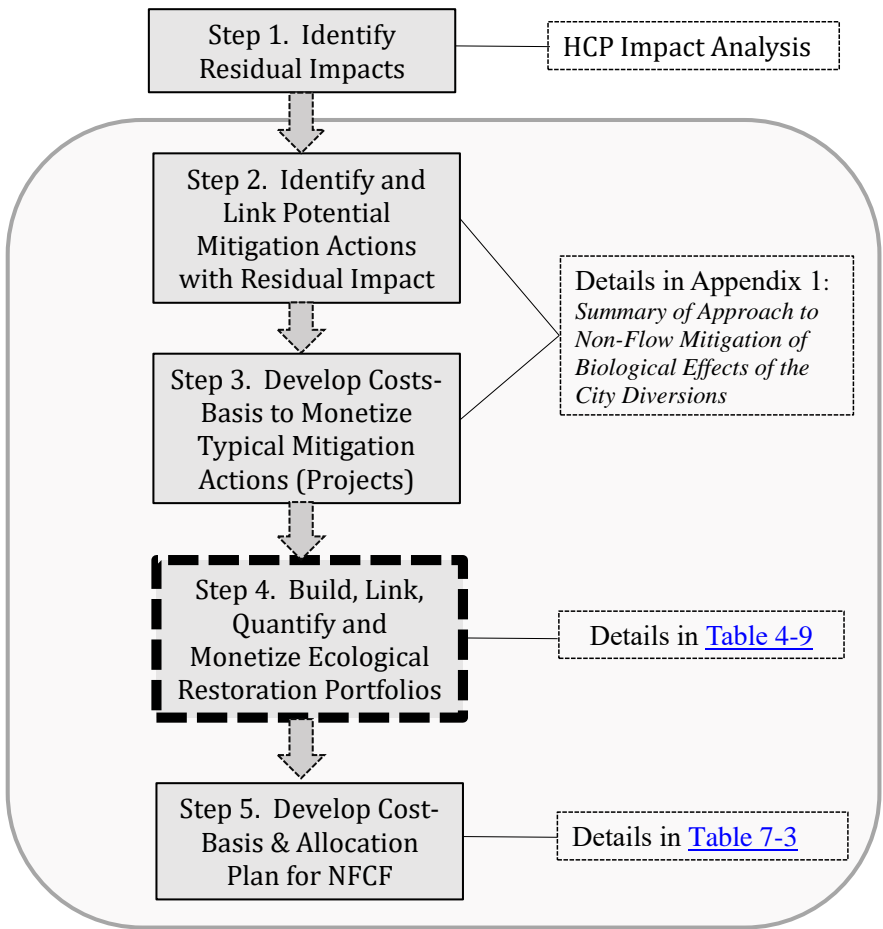 Step 1. Identify
Residual Impacts
HCP Impact Analysis
Step 2. Identify and
Link Potential
Mitigation Actions
with Residual Impact
Details in Appendix 1:
Summary of Approach to
Non-Flow Mitigation of
Biological Effects of the
City Diversions
Step 3. Develop Costs-
Basis to Monetize
Typical Mitigation
Actions (Projects)
Step 4. Build, Link,
Quantify and
Monetize Ecological
Restoration Portfolios
Details in Table 4-9
Step 5. Develop Cost-
Basis & Allocation
Plan for NFCF
Details in Table 7-3